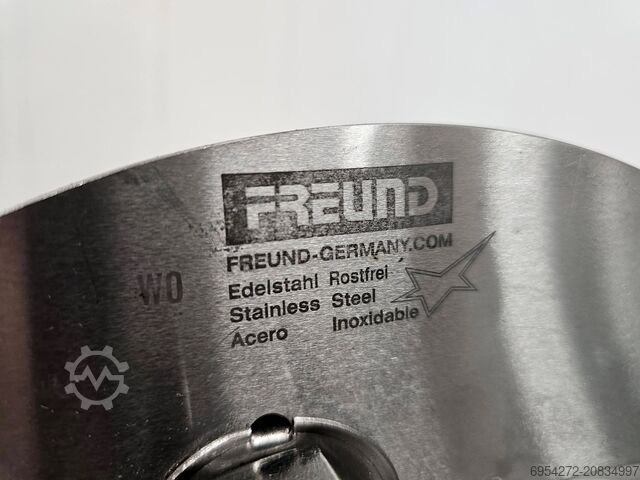 FREUND
FREUND-GERMANY.COM
Edelstahl Rostfrei
Stainless Steel
Acero Inoxidable
WO
6954272-20834997